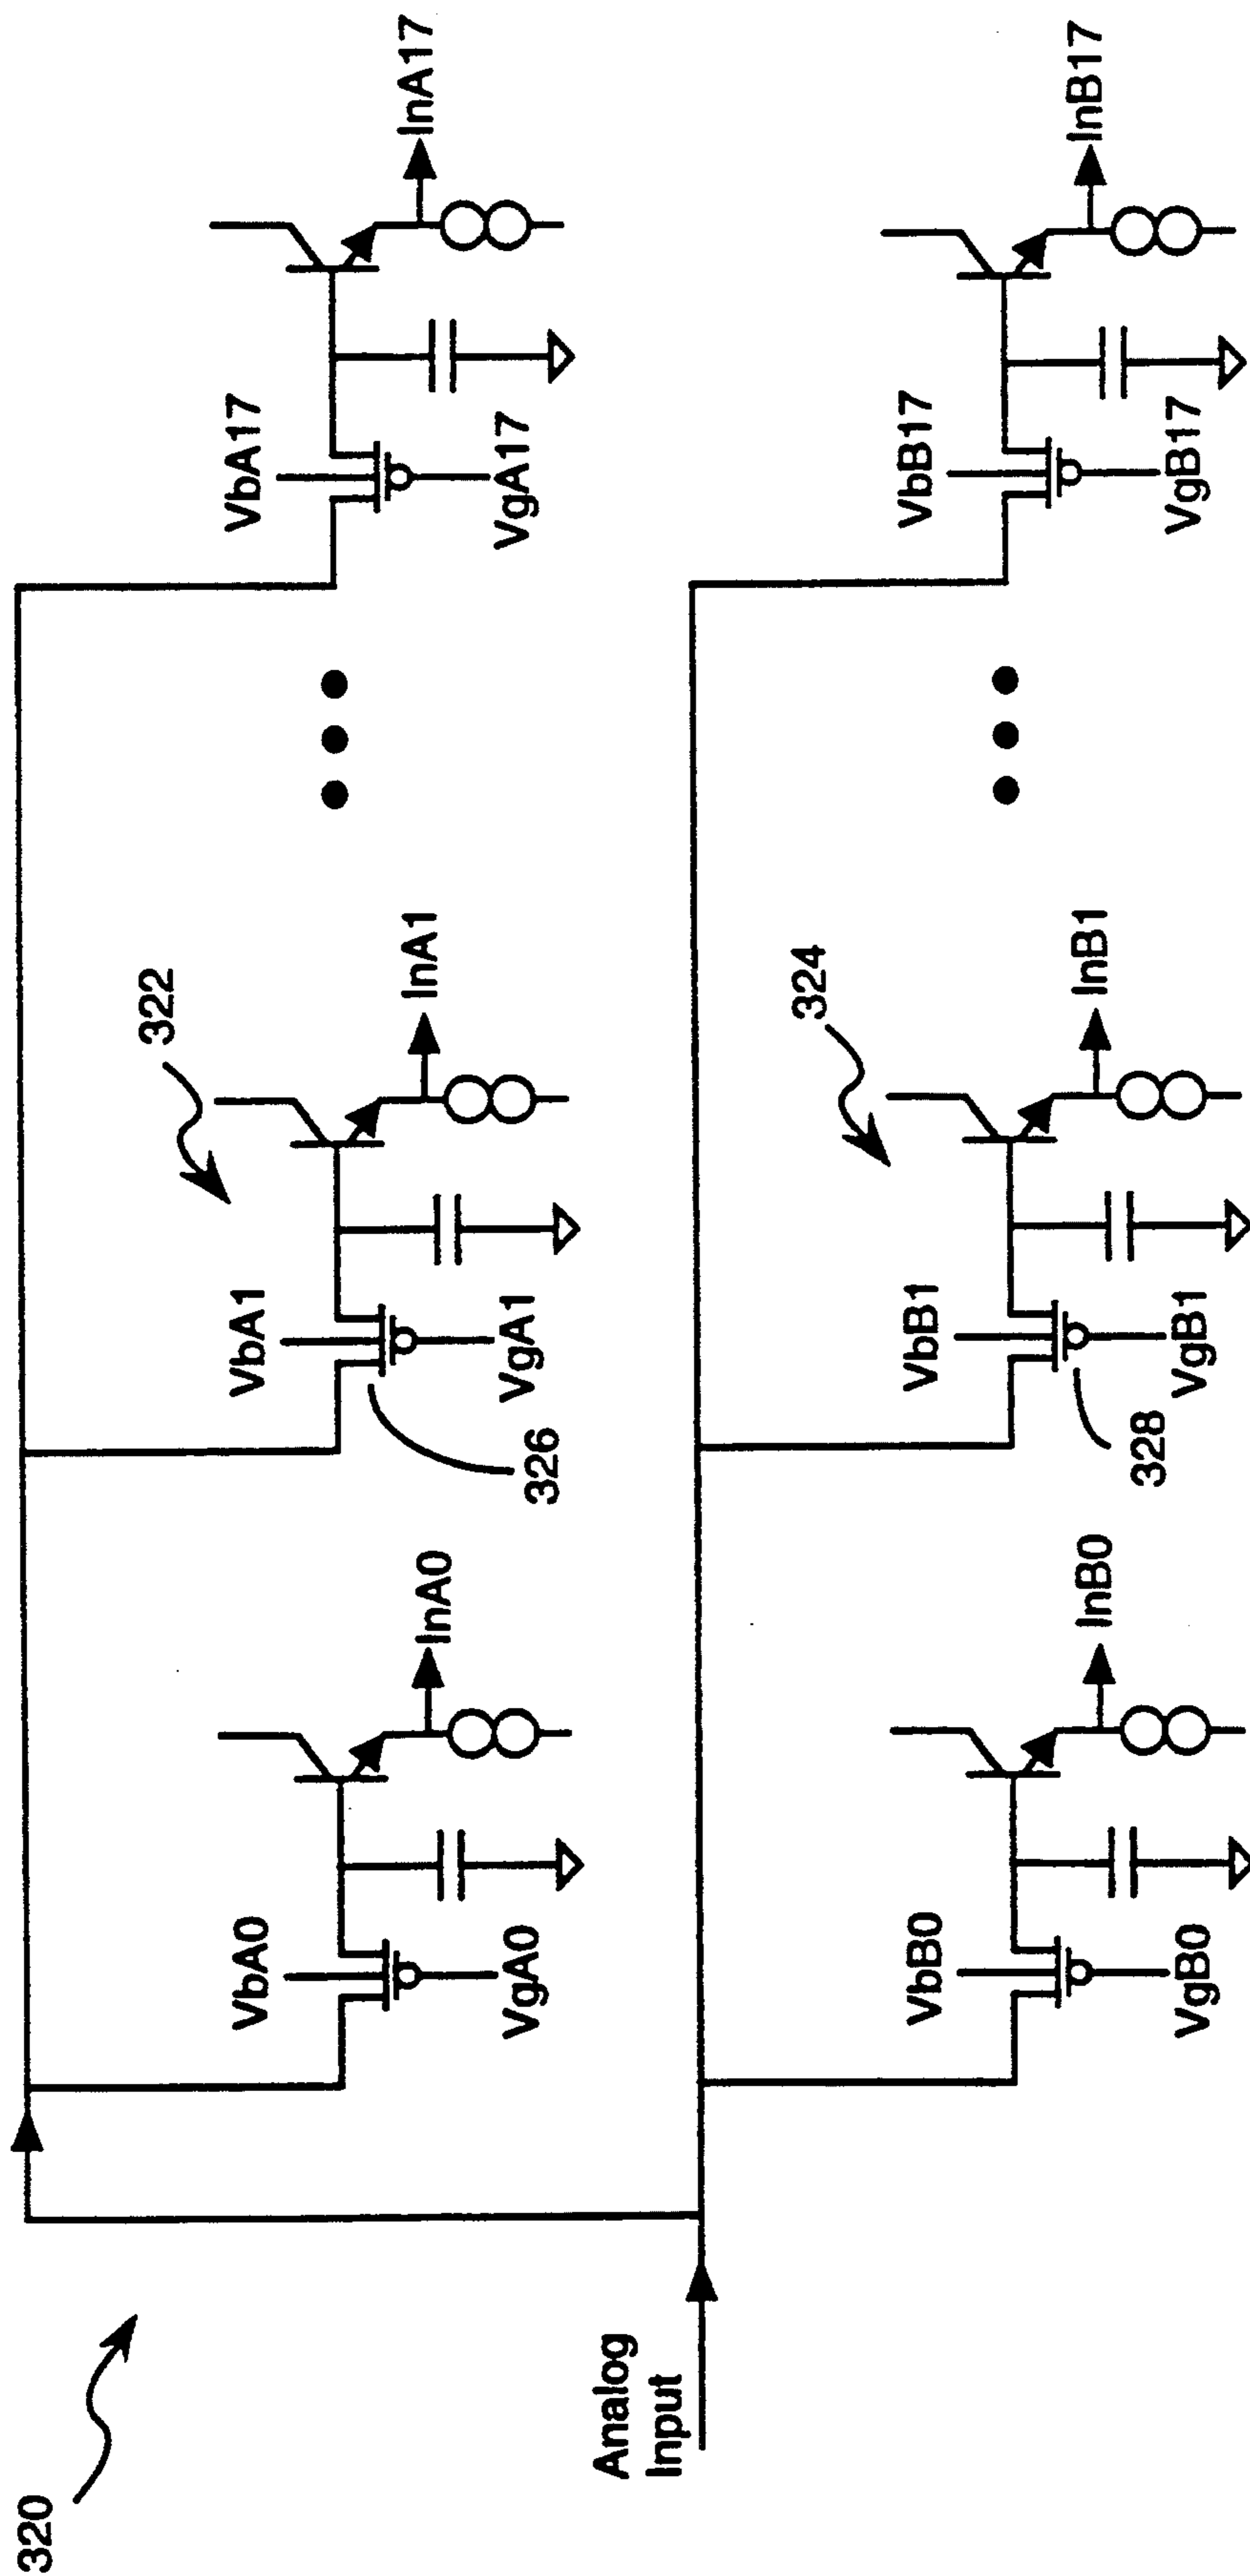 320
322
VbA0
VbA1
VbA17
InA0
InA1
InA17
VgA0
VgA1
VgA17
326
Analog
Input
324
VbB0
VbB1
VbB17
InB0
InB1
InB17
VgB0
VgB1
VgB17
328